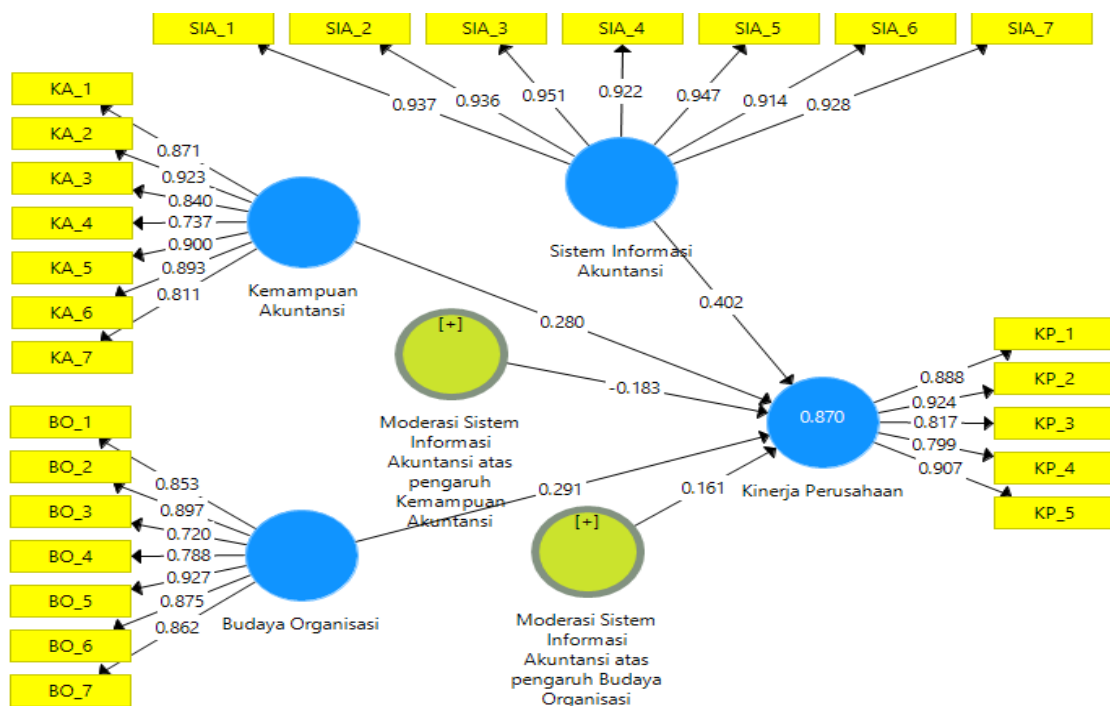 SIA_1
SIA_2
SIA_3
SIA_4
SIA_5
SIA_6
SIA_7
0.937
0.936
0.951
0.922
0.947
0.914
0.928
Sistem Informasi
Akuntansi
KA_1
KA_2
KA_3
KA_4
KA_5
KA_6
KA_7
0.871
0.923
0.840
0.737
0.900
0.893
0.811
Kemampuan
Akuntansi
0.402
0.280
[+]
-0.183
Moderasi Sistem
Informasi
Akuntansi atas
pengaruh
Kemampuan
Akuntansi
BO_1
BO_2
BO_3
BO_4
BO_5
BO_6
BO_7
0.853
0.897
0.720
0.788
0.927
0.875
0.862
Budaya Organisasi
0.291
0.161
[+]
Moderasi Sistem
Informasi
Akuntansi atas
pengaruh Budaya
Organisasi
0.870
Kinerja Perusahaan
0.888
0.924
0.817
0.799
0.907
KP_1
KP_2
KP_3
KP_4
KP_5